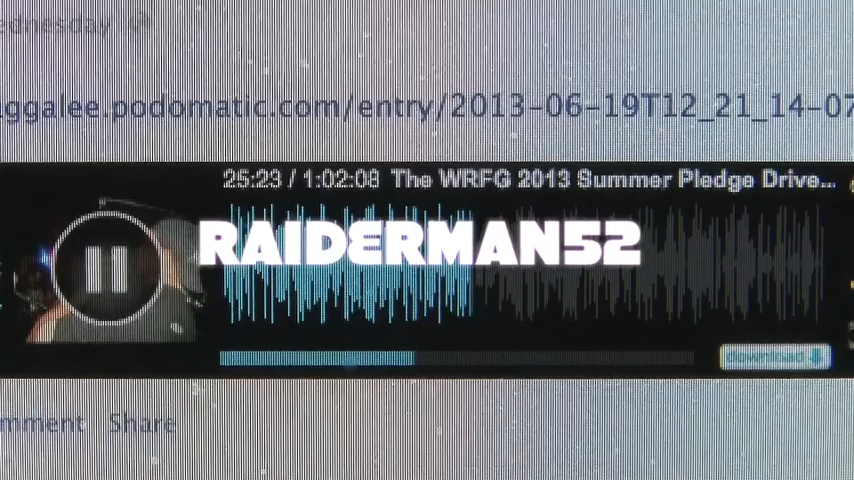 ednesday
ggalee.podomatic.com/entry/2013-06-19T12_21_14-07
25:23 / 1:02:08 The WRFG 2013 Summer Pledge Drive...
RAIDERMAN52
download
mment Share